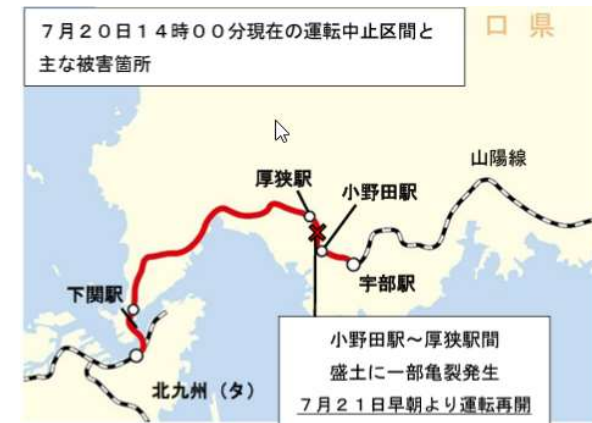 ７月２０日１４時００分現在の運転中止区間と
主な被害箇所
口県
山陽線
厚狭駅
小野田駅
宇部駅
下関駅
北九州（タ）
小野田駅～厚狭駅間
盛土に一部亀裂発生
７月２１日早朝より運転再開